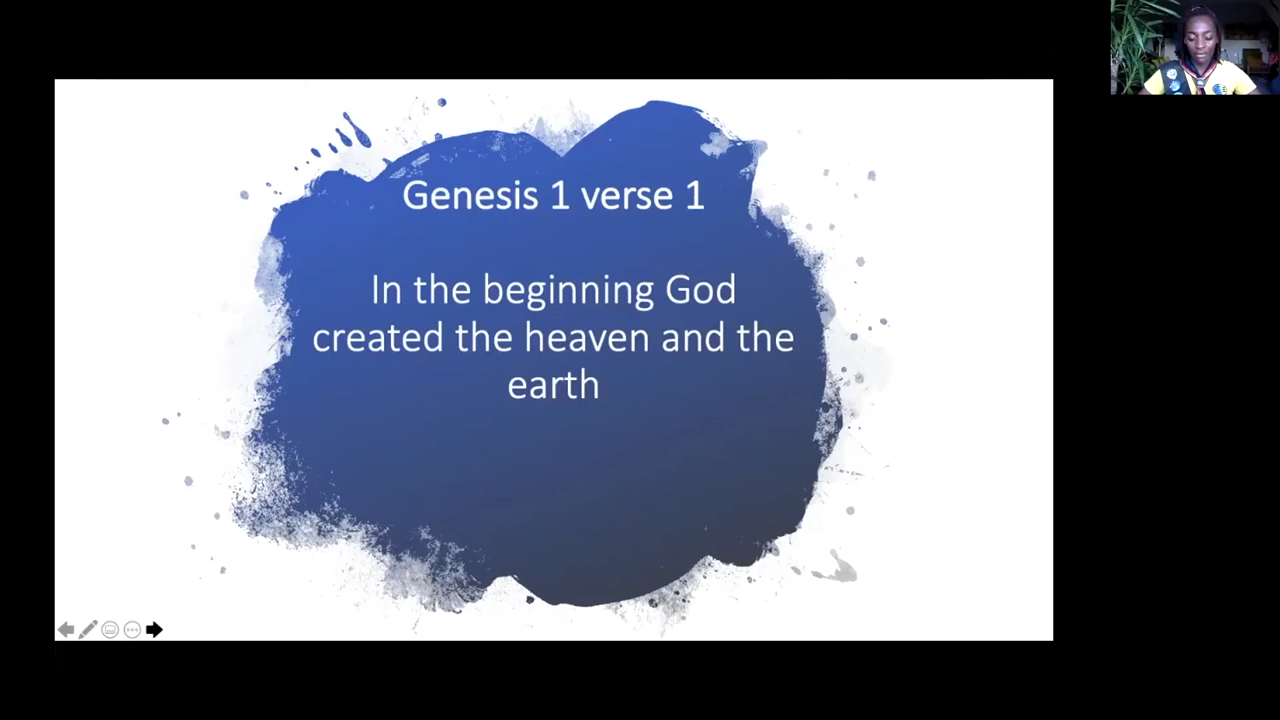 Genesis 1 verse 1
In the beginning God
created the heaven and the
earth